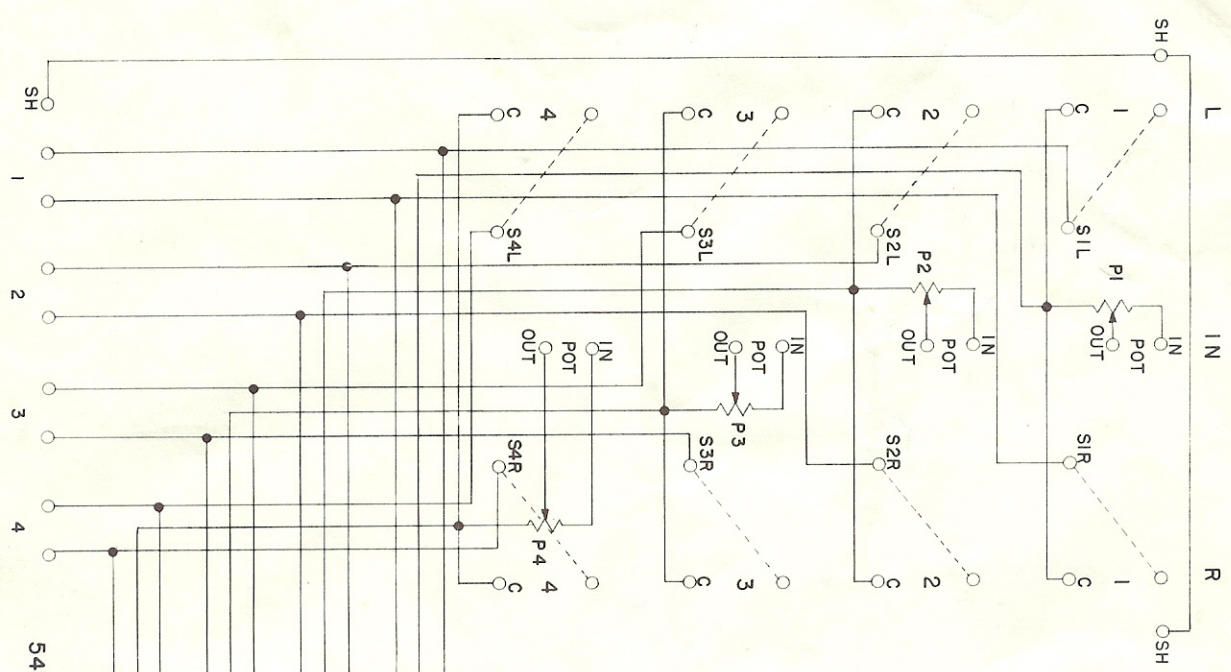 L IN R
SH SH
IN
1 P1 POT 1
C S1L OUT S1R C
IN
2 P2 POT 2
C S2L OUT S2R C
IN
3 POT P3 3
C S3L OUT S3R C
IN
4 POT P4 4
C S4L OUT S4R C
SH 1 2 3 4
54